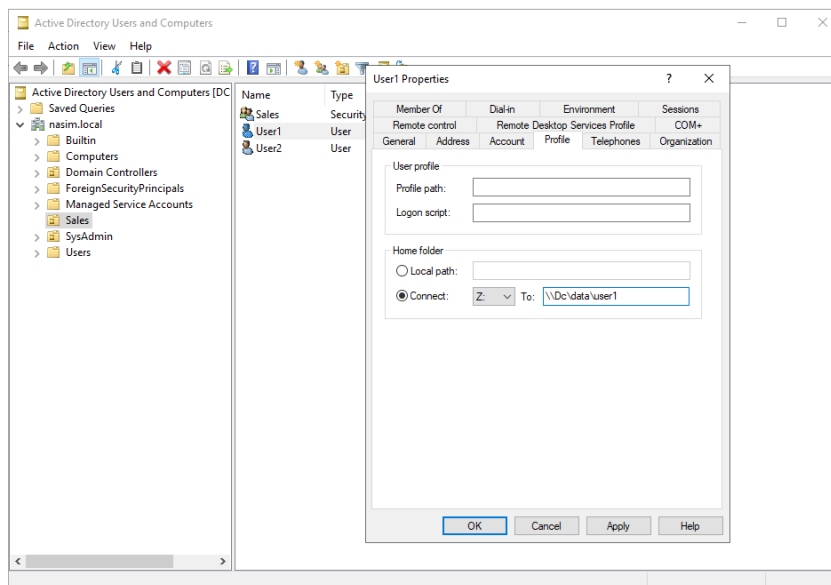 Active Directory Users and Computers
File Action View Help
Active Directory Users and Computers [DC
Saved Queries
nasim.local
Builtin
Computers
Domain Controllers
ForeignSecurityPrincipals
Managed Service Accounts
Sales
SysAdmin
Users
Name Type
Sales Security
User1 User
User2 User
User1 Properties
Member Of Dial-in Environment Sessions
Remote control Remote Desktop Services Profile COM+
General Address Account Profile Telephones Organization
User profile
Profile path:
Logon script:
Home folder
Local path:
Connect: Z: To: \\Dc\data\user1
OK Cancel Apply Help